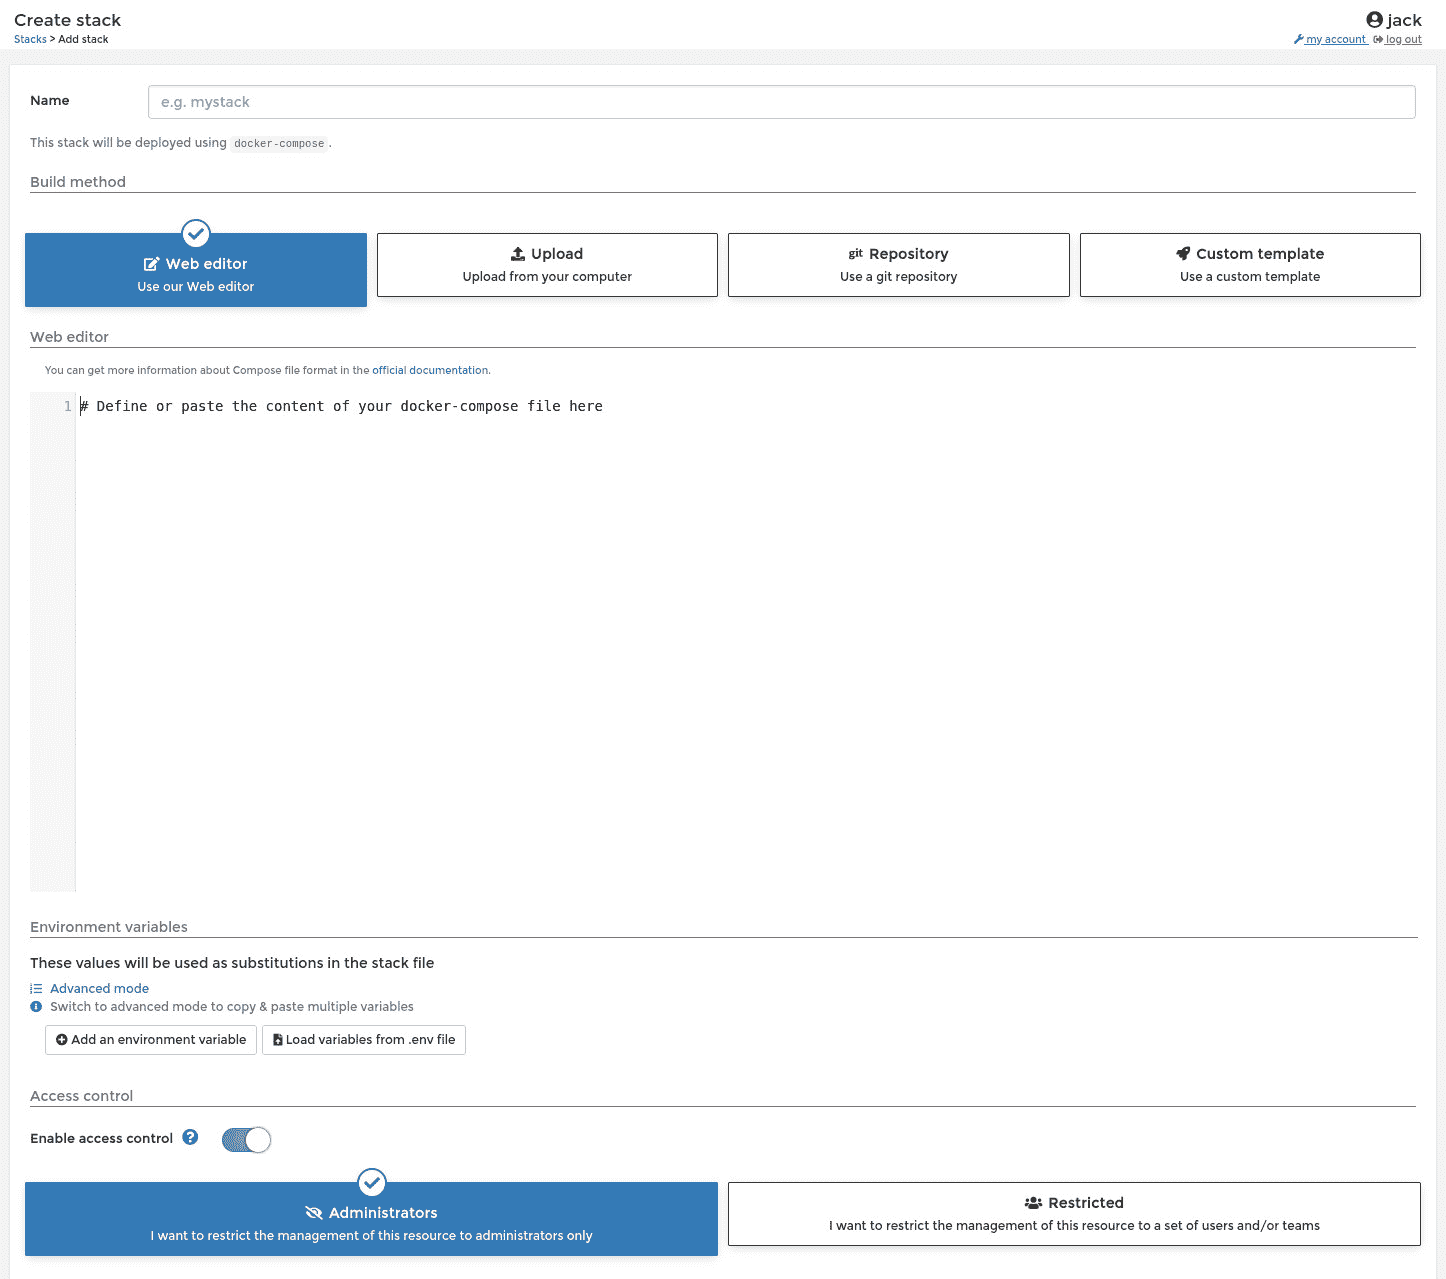 Create stack
jack
Stacks > Add stack
my account log out
Name
e.g. mystack
This stack will be deployed using docker-compose.
Build method
Web editor
Use our Web editor
Upload
Upload from your computer
git Repository
Use a git repository
Custom template
Use a custom template
Web editor
You can get more information about Compose file format in the official documentation.
1 # Define or paste the content of your docker-compose file here
Environment variables
These values will be used as substitutions in the stack file
Advanced mode
Switch to advanced mode to copy & paste multiple variables
Add an environment variable
Load variables from .env file
Access control
Enable access control
Administrators
I want to restrict the management of this resource to administrators only
Restricted
I want to restrict the management of this resource to a set of users and/or teams